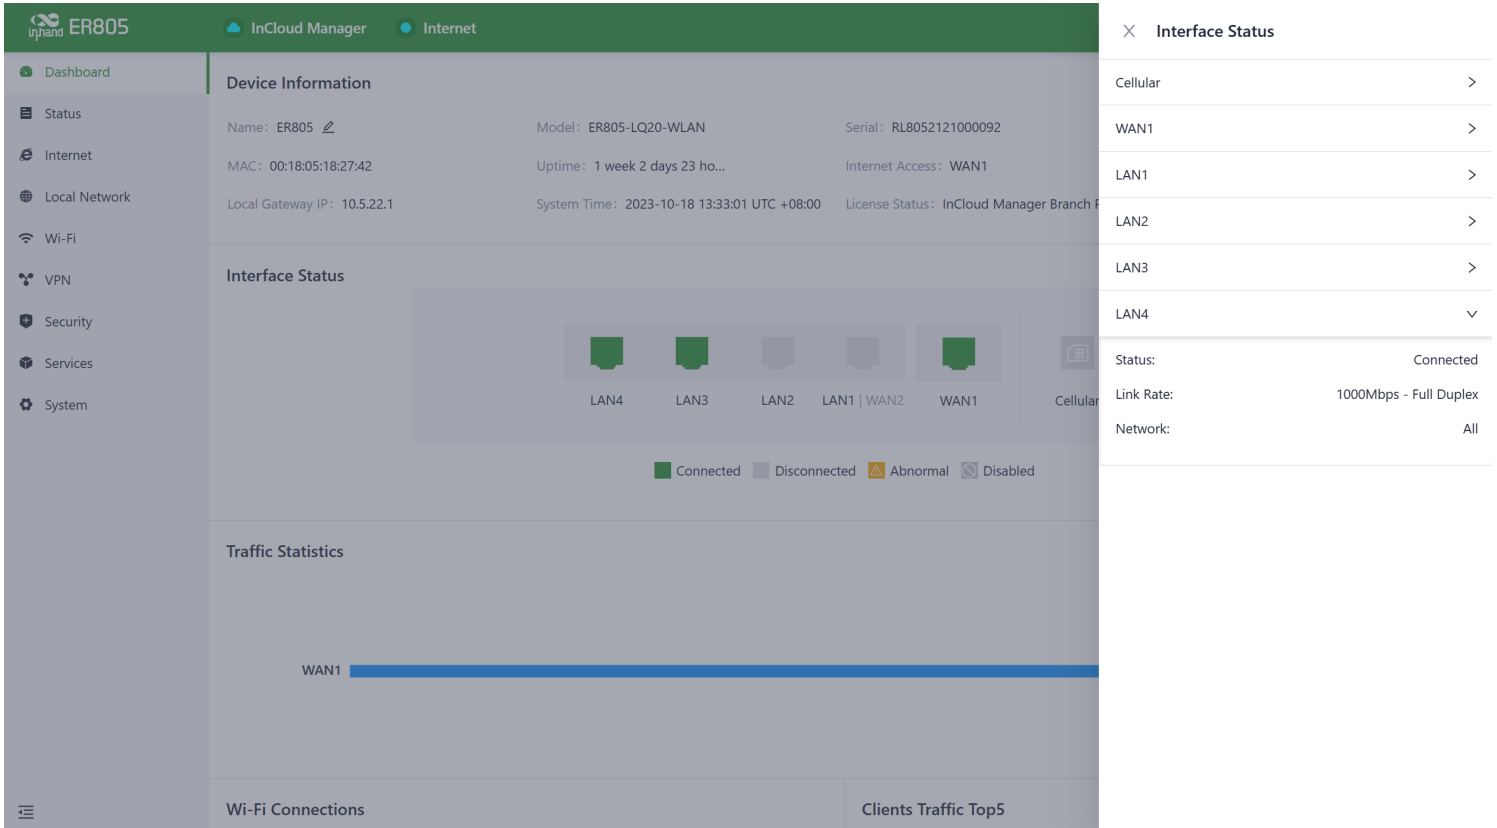 inhand ER805
InCloud Manager
Internet
Dashboard
Status
Internet
Local Network
Wi-Fi
VPN
Security
Services
System
Device Information
Name: ER805
Model: ER805-LQ20-WLAN
Serial: RL8052121000092
MAC: 00:18:05:18:27:42
Uptime: 1 week 2 days 23 ho...
Internet Access: WAN1
Local Gateway IP: 10.5.22.1
System Time: 2023-10-18 13:33:01 UTC +08:00
License Status: InCloud Manager Branch
Interface Status
LAN4
LAN3
LAN2
LAN1 | WAN2
WAN1
Cellular
Connected
Disconnected
Abnormal
Disabled
Traffic Statistics
WAN1
Wi-Fi Connections
Clients Traffic Top5
Interface Status
Cellular
WAN1
LAN1
LAN2
LAN3
LAN4
Status: Connected
Link Rate: 1000Mbps - Full Duplex
Network: All